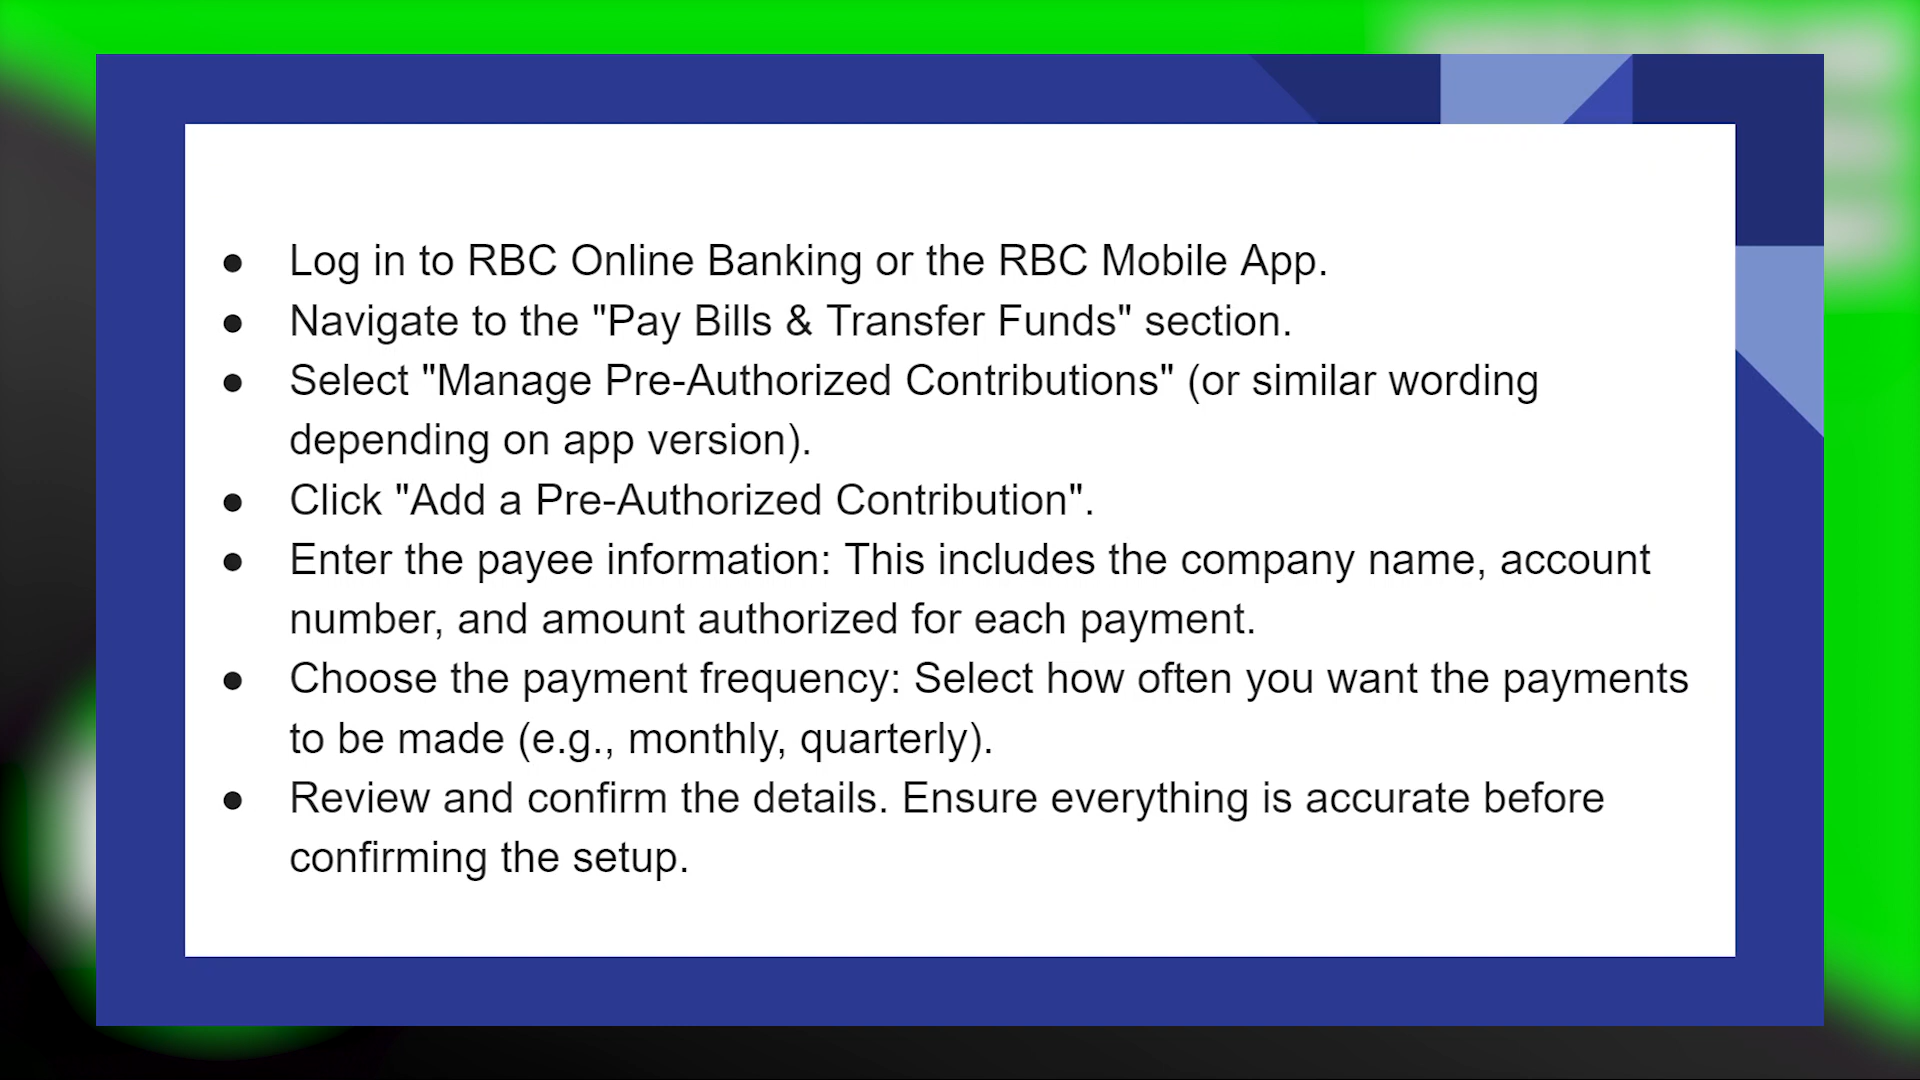 ● Log in to RBC Online Banking or the RBC Mobile App.
● Navigate to the "Pay Bills & Transfer Funds" section.
● Select "Manage Pre-Authorized Contributions" (or similar wording
depending on app version).
● Click "Add a Pre-Authorized Contribution".
● Enter the payee information: This includes the company name, account
number, and amount authorized for each payment.
● Choose the payment frequency: Select how often you want the payments
to be made (e.g., monthly, quarterly).
● Review and confirm the details. Ensure everything is accurate before
confirming the setup.